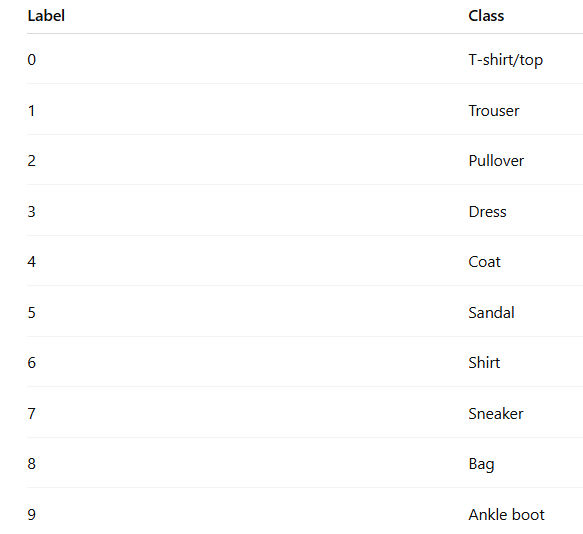 Label Class
0 T-shirt/top
1 Trouser
2 Pullover
3 Dress
4 Coat
5 Sandal
6 Shirt
7 Sneaker
8 Bag
9 Ankle boot